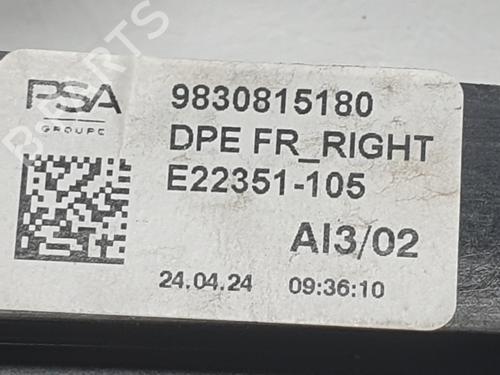 PSA
GROUPE
9830815180
DPE FR_RIGHT
E22351-105
AI3/02
24.04.24 09:36:10